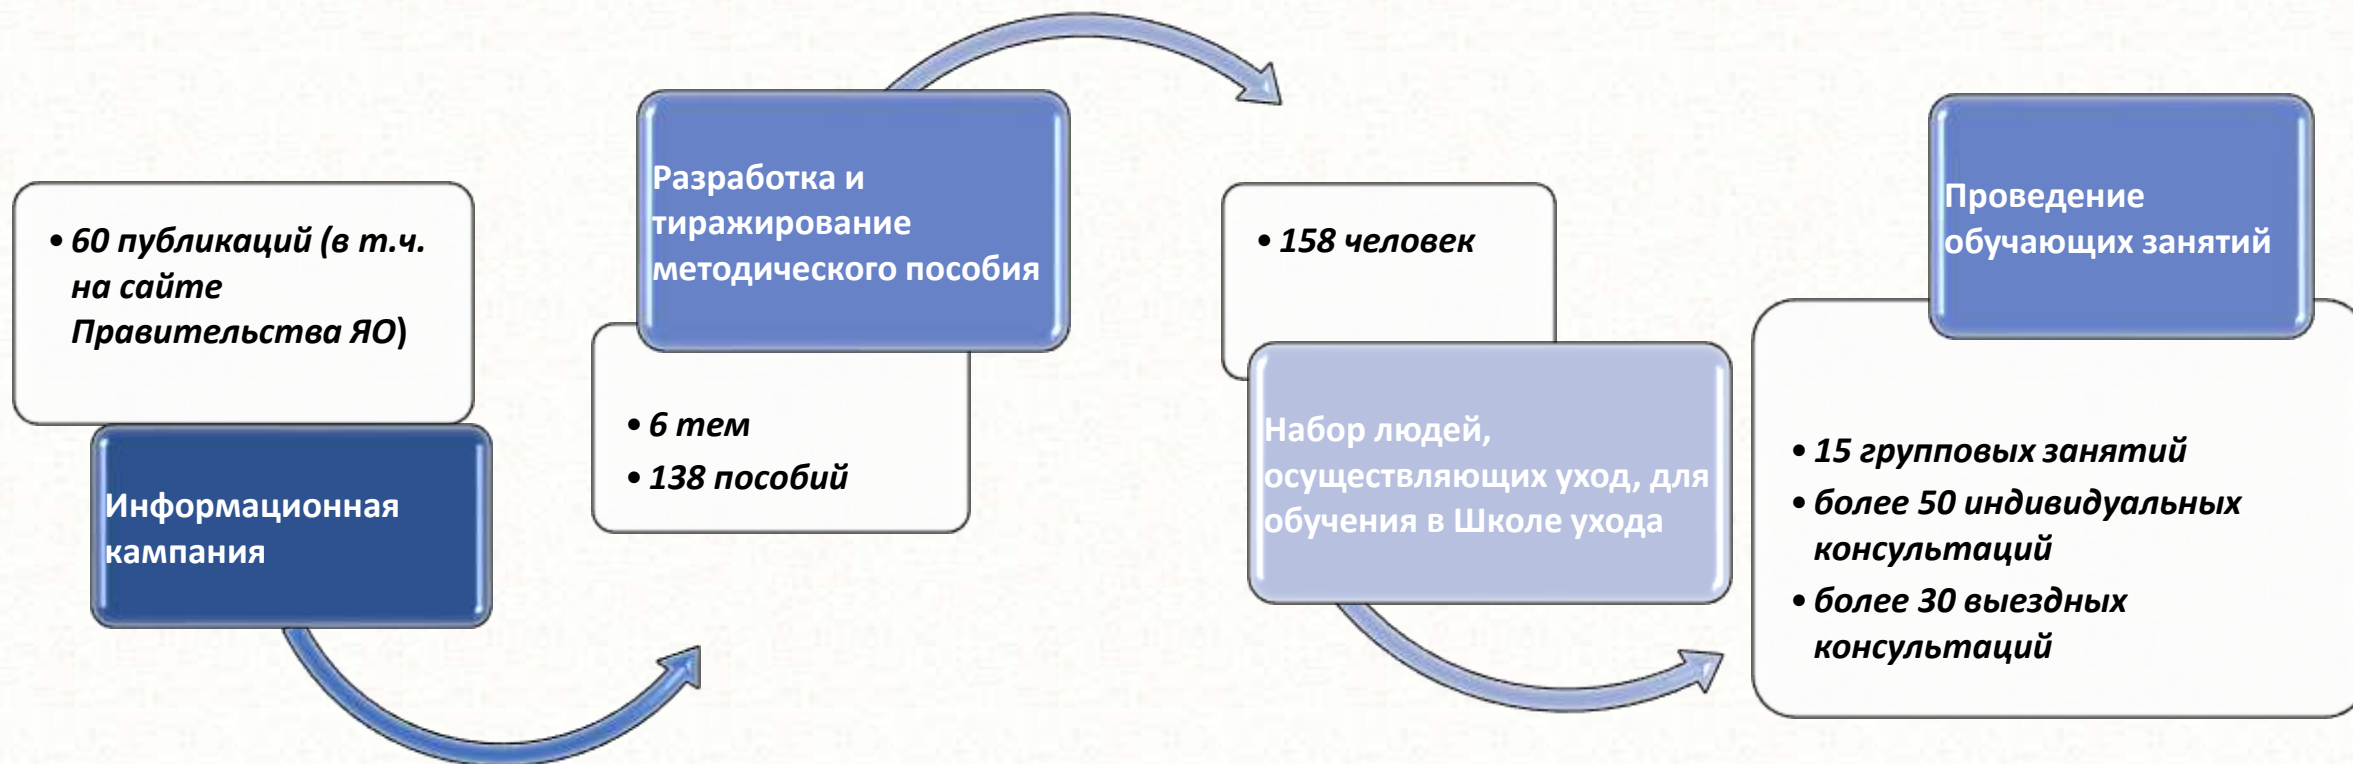 • 60 публикаций (в т.ч.
на сайте
Правительства ЯО)
Информационная
кампания
Разработка и
тиражирование
методического пособия
• 6 тем
• 138 пособий
• 158 человек
Набор людей,
осуществляющих уход, для
обучения в Школе ухода
Проведение
обучающих занятий
• 15 групповых занятий
• более 50 индивидуальных
консультаций
• более 30 выездных
консультаций